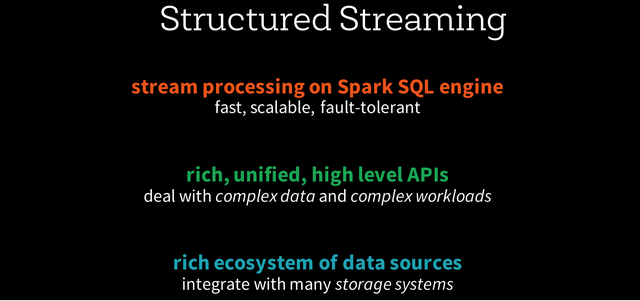 Structured Streaming
stream processing on Spark SQL engine
fast, scalable, fault-tolerant
rich, unified, high level APIs
deal with complex data and complex workloads
rich ecosystem of data sources
integrate with many storage systems